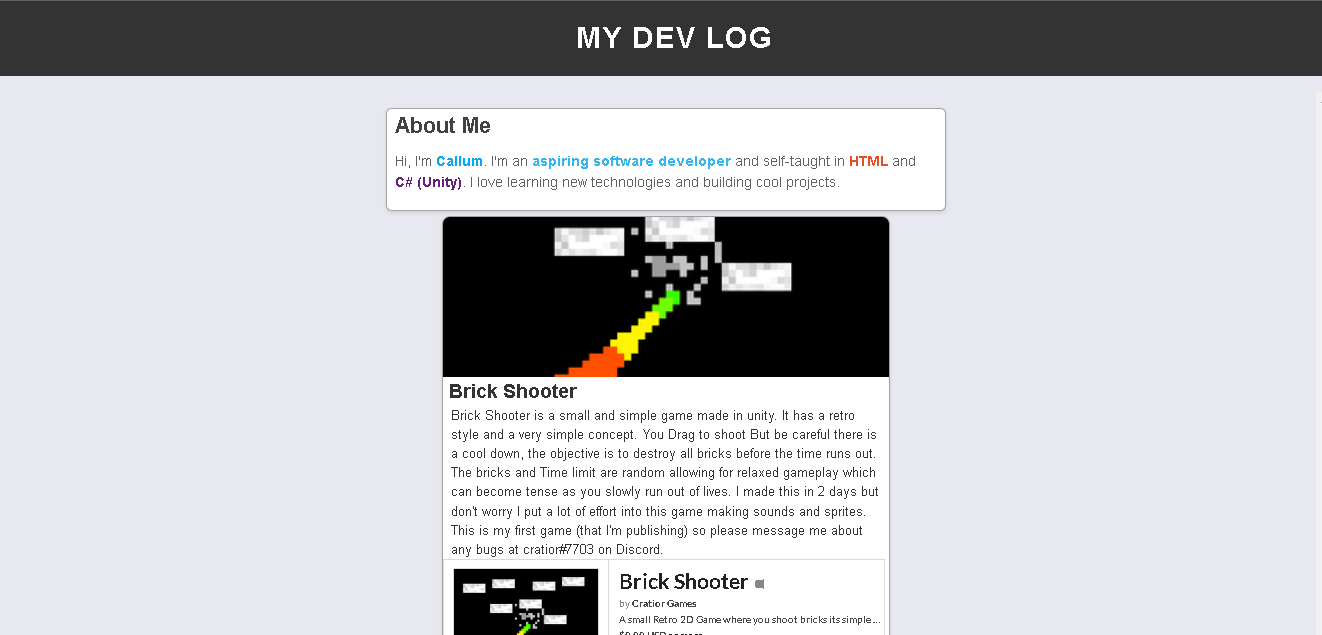 MY DEV LOG
About Me
Hi, I'm Callum. I'm an aspiring software developer and self-taught in HTML and
C# (Unity). I love learning new technologies and building cool projects.
Brick Shooter
Brick Shooter is a small and simple game made in unity. It has a retro
style and a very simple concept. You Drag to shoot But be careful there is
a cool down, the objective is to destroy all bricks before the time runs out.
The bricks and Time limit are random allowing for relaxed gameplay which
can become tense as you slowly run out of lives. I made this in 2 days but
don't worry I put a lot of effort into this game making sounds and sprites.
This is my first game (that I'm publishing) so please message me about
any bugs at cratior#7703 on Discord.
Brick Shooter
by Cratior Games
A small Retro 2D Game where you shoot bricks its simple...